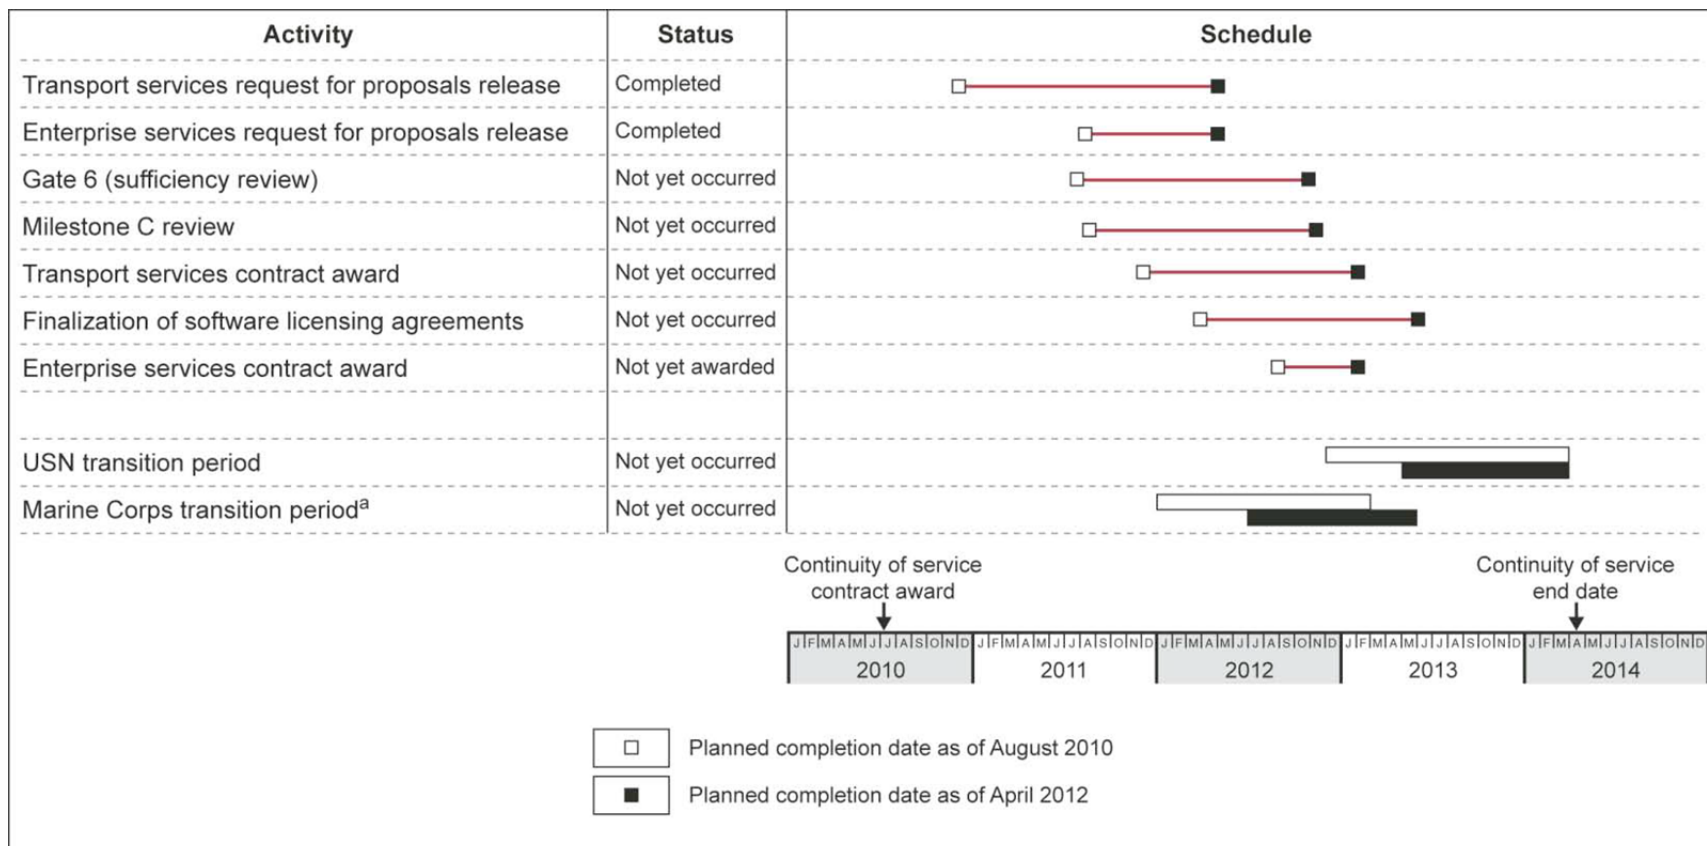 Activity Status Schedule
Transport services request for proposals release Completed
Enterprise services request for proposals release Completed
Gate 6 (sufficiency review) Not yet occurred
Milestone C review Not yet occurred
Transport services contract award Not yet occurred
Finalization of software licensing agreements Not yet occurred
Enterprise services contract award Not yet awarded
USN transition period Not yet occurred
Marine Corps transition periodᵃ Not yet occurred
Continuity of service
contract award
Continuity of service
end date
J F M A M J J A S O N D J F M A M J J A S O N D J F M A M J J A S O N D J F M A M J J A S O N D J F M A M J J A S O N D
2010 2011 2012 2013 2014
Planned completion date as of August 2010
Planned completion date as of April 2012